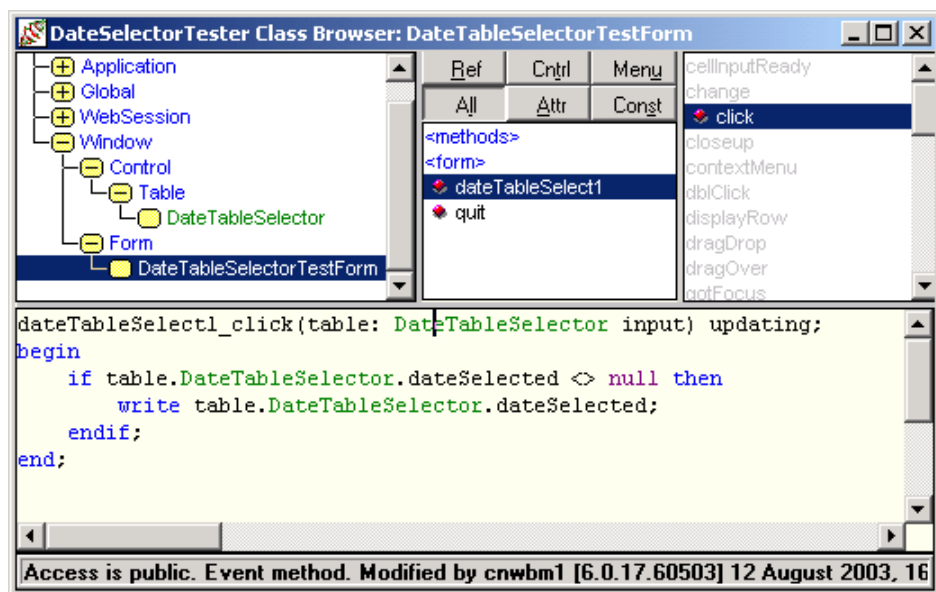 DateSelectorTester Class Browser: DateTableSelectorTestForm
Application
Global
WebSession
Window
Control
Table
DateTableSelector
Form
DateTableSelectorTestForm
Ref Cntrl Menu
All Attr Const
<methods>
<form>
dateTableSelect1
quit
cellInputReady
change
click
closeup
contextMenu
dblClick
displayRow
dragDrop
dragOver
gotFocus
dateTableSelect1_click(table: DateTableSelector input) updating;
begin
if table.DateTableSelector.dateSelected <> null then
write table.DateTableSelector.dateSelected;
endif;
end;
Access is public. Event method. Modified by cnwbm1 [6.0.17.60503] 12 August 2003, 16